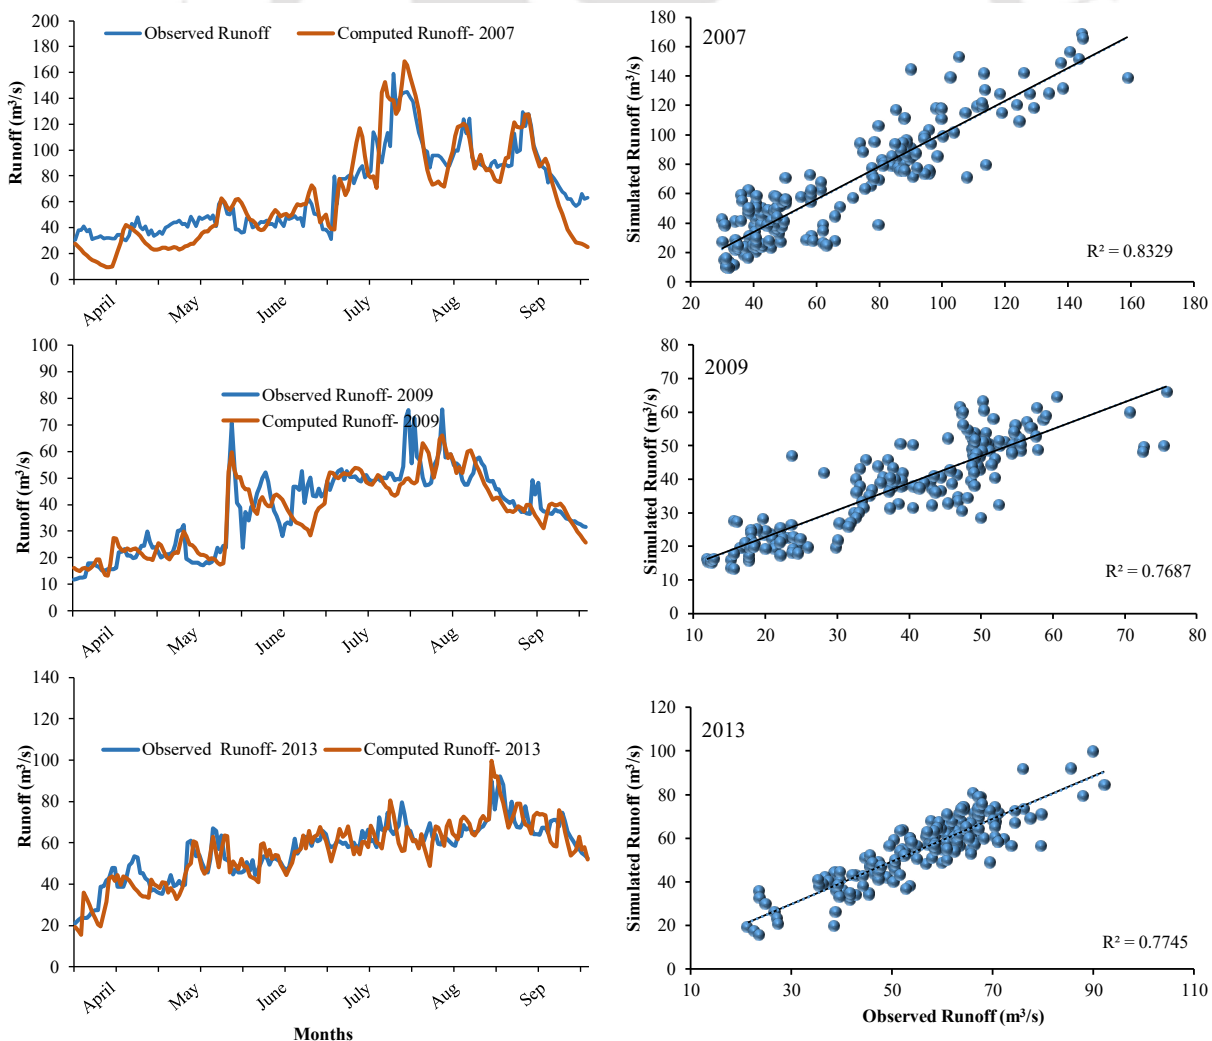 200
180
160
140
120
100
80
60
40
20
0
Runoff (m³/s)
Observed Runoff
Computed Runoff- 2007
April
May
June
July
Aug
Sep
180
160
140
120
100
80
60
40
20
0
Simulated Runoff (m³/s)
2007
R² = 0.8329
20 40 60 80 100 120 140 160 180
100
90
80
70
60
50
40
30
20
10
0
Runoff (m³/s)
Observed Runoff- 2009
Computed Runoff- 2009
April
May
June
July
Aug
Sep
80
70
60
50
40
30
20
10
0
Simulated Runoff (m³/s)
2009
R² = 0.7687
10 20 30 40 50 60 70 80
140
120
100
80
60
40
20
0
Runoff (m³/s)
Observed  Runoff- 2013
Computed Runoff- 2013
April
May
June
July
Aug
Sep
Months
120
100
80
60
40
20
0
Simulated Runoff (m³/s)
2013
R² = 0.7745
10 30 50 70 90 110
Observed Runoff (m³/s)